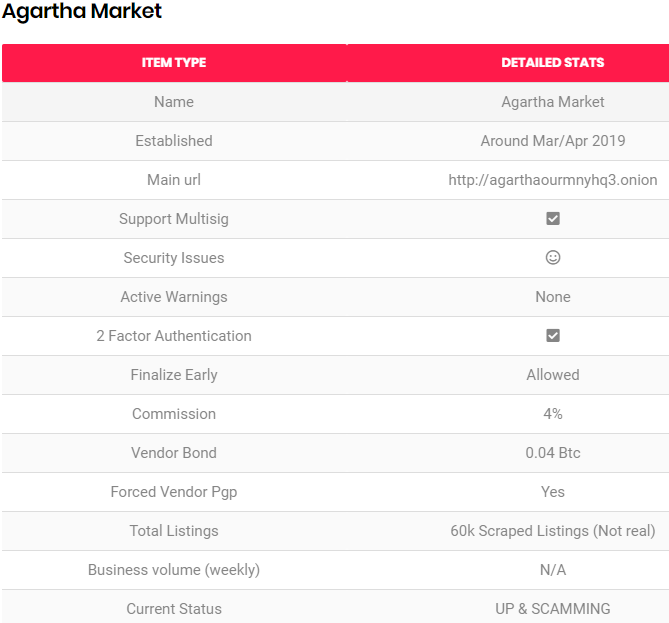 Agartha Market
ITEM TYPE DETAILED STATS
Name Agartha Market
Established Around Mar/Apr 2019
Main url http://agarthaourmnyhq3.onion
Support Multisig
Security Issues
Active Warnings None
2 Factor Authentication
Finalize Early Allowed
Commission 4%
Vendor Bond 0.04 Btc
Forced Vendor Pgp Yes
Total Listings 60k Scraped Listings (Not real)
Business volume (weekly) N/A
Current Status UP & SCAMMING